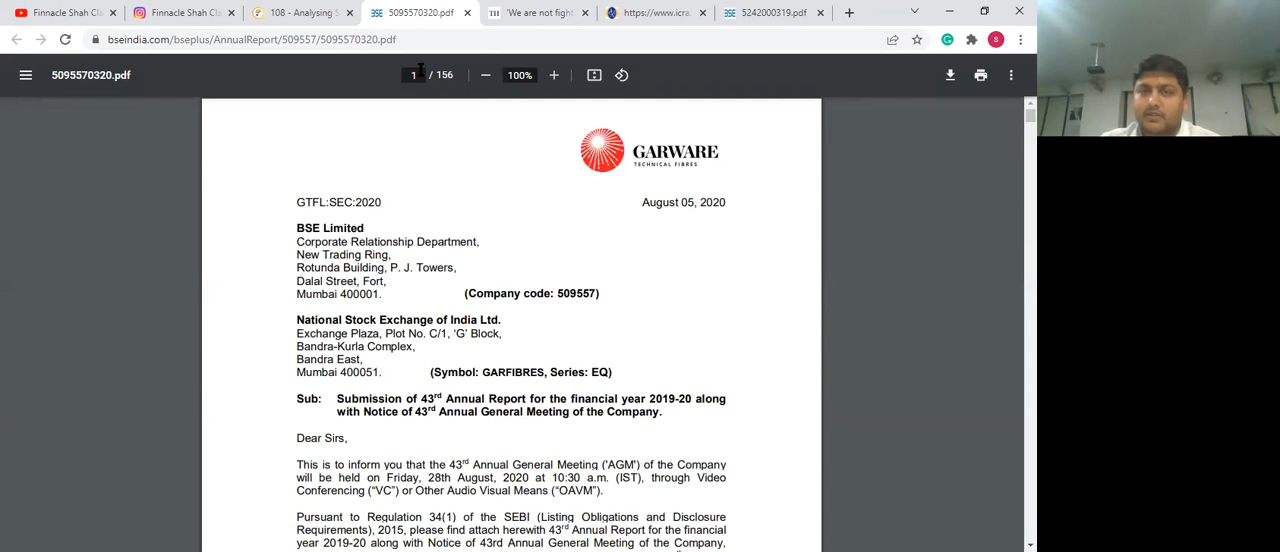 Finnacle Shah Cla
Finnacle Shah Cla
108 - Analysing S
5095570320.pdf
'We are not fight
https://www.icra
5242000319.pdf
bseindia.com/bseplus/AnnualReport/509557/5095570320.pdf
5095570320.pdf
1 / 156
100%
GARWARE
TECHNICAL FIBRES
GTFL:SEC:2020 August 05, 2020
BSE Limited
Corporate Relationship Department,
New Trading Ring,
Rotunda Building, P. J. Towers,
Dalal Street, Fort,
Mumbai 400001. (Company code: 509557)
National Stock Exchange of India Ltd.
Exchange Plaza, Plot No. C/1, 'G' Block,
Bandra-Kurla Complex,
Bandra East,
Mumbai 400051. (Symbol: GARFIBRES, Series: EQ)
Sub: Submission of 43rd Annual Report for the financial year 2019-20 along
with Notice of 43rd Annual General Meeting of the Company.
Dear Sirs,
This is to inform you that the 43rd Annual General Meeting ('AGM') of the Company
will be held on Friday, 28th August, 2020 at 10:30 a.m. (IST), through Video
Conferencing ("VC") or Other Audio Visual Means ("OAVM").
Pursuant to Regulation 34(1) of the SEBI (Listing Obligations and Disclosure
Requirements), 2015, please find attach herewith 43rd Annual Report for the financial
year 2019-20 along with Notice of 43rd Annual General Meeting of the Company,